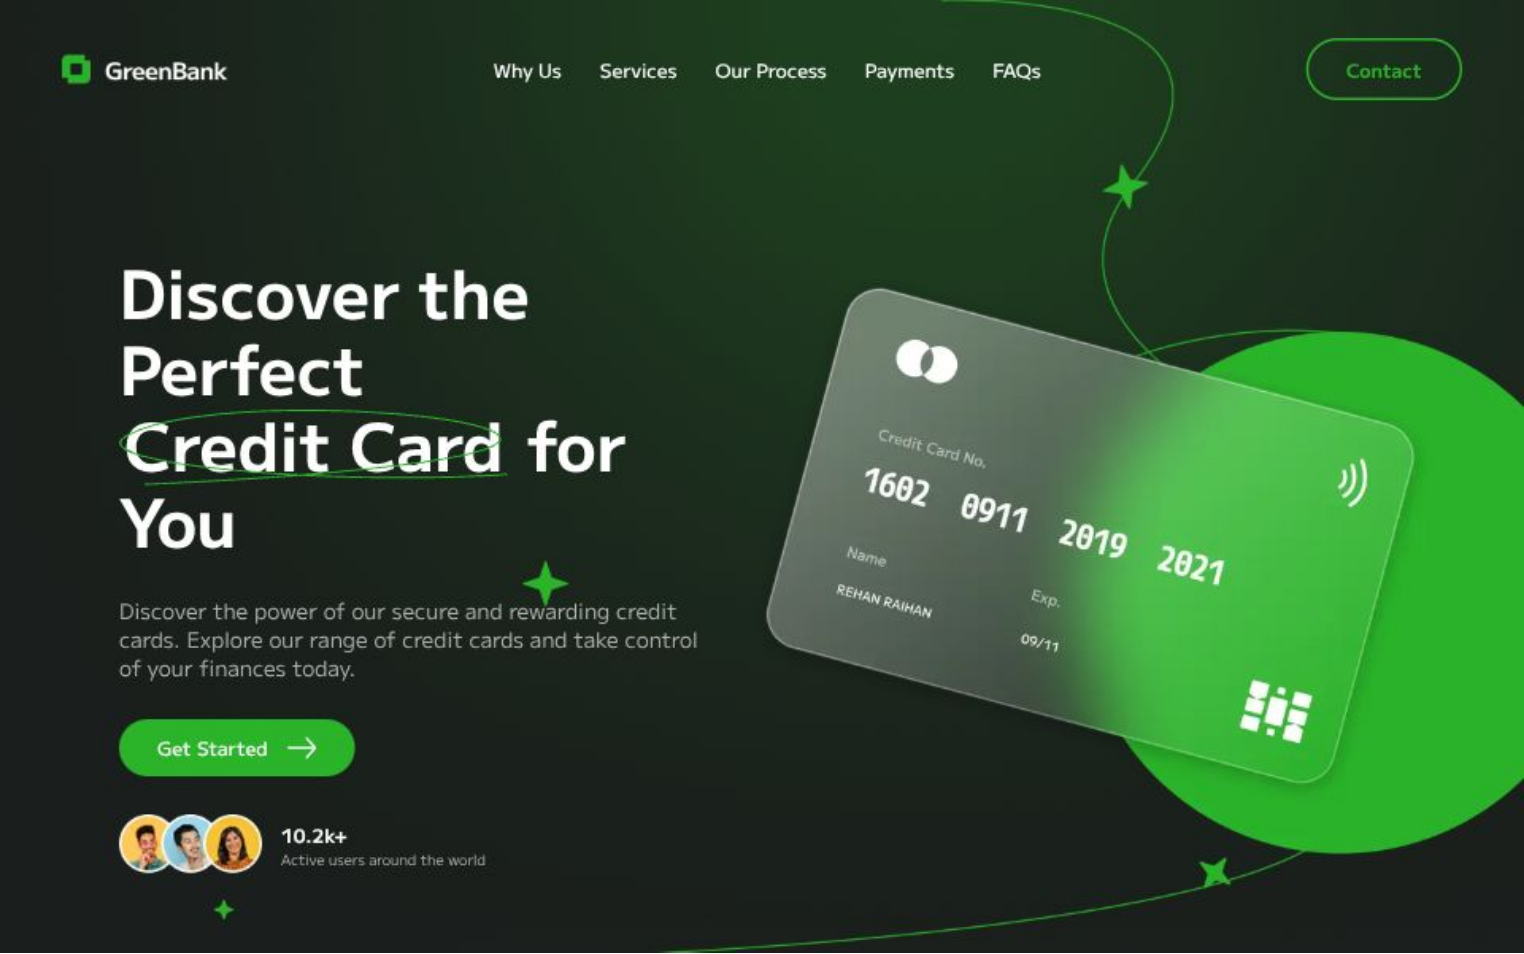 GreenBank
Why Us
Services
Our Process
Payments
FAQs
Contact
Discover the
Perfect
Credit Card for
You
Discover the power of our secure and rewarding credit
cards. Explore our range of credit cards and take control
of your finances today.
Get Started
10.2k+
Active users around the world
Credit Card No.
1602 0911 2019 2021
Name
REHAN RAIHAN
Exp.
09/11